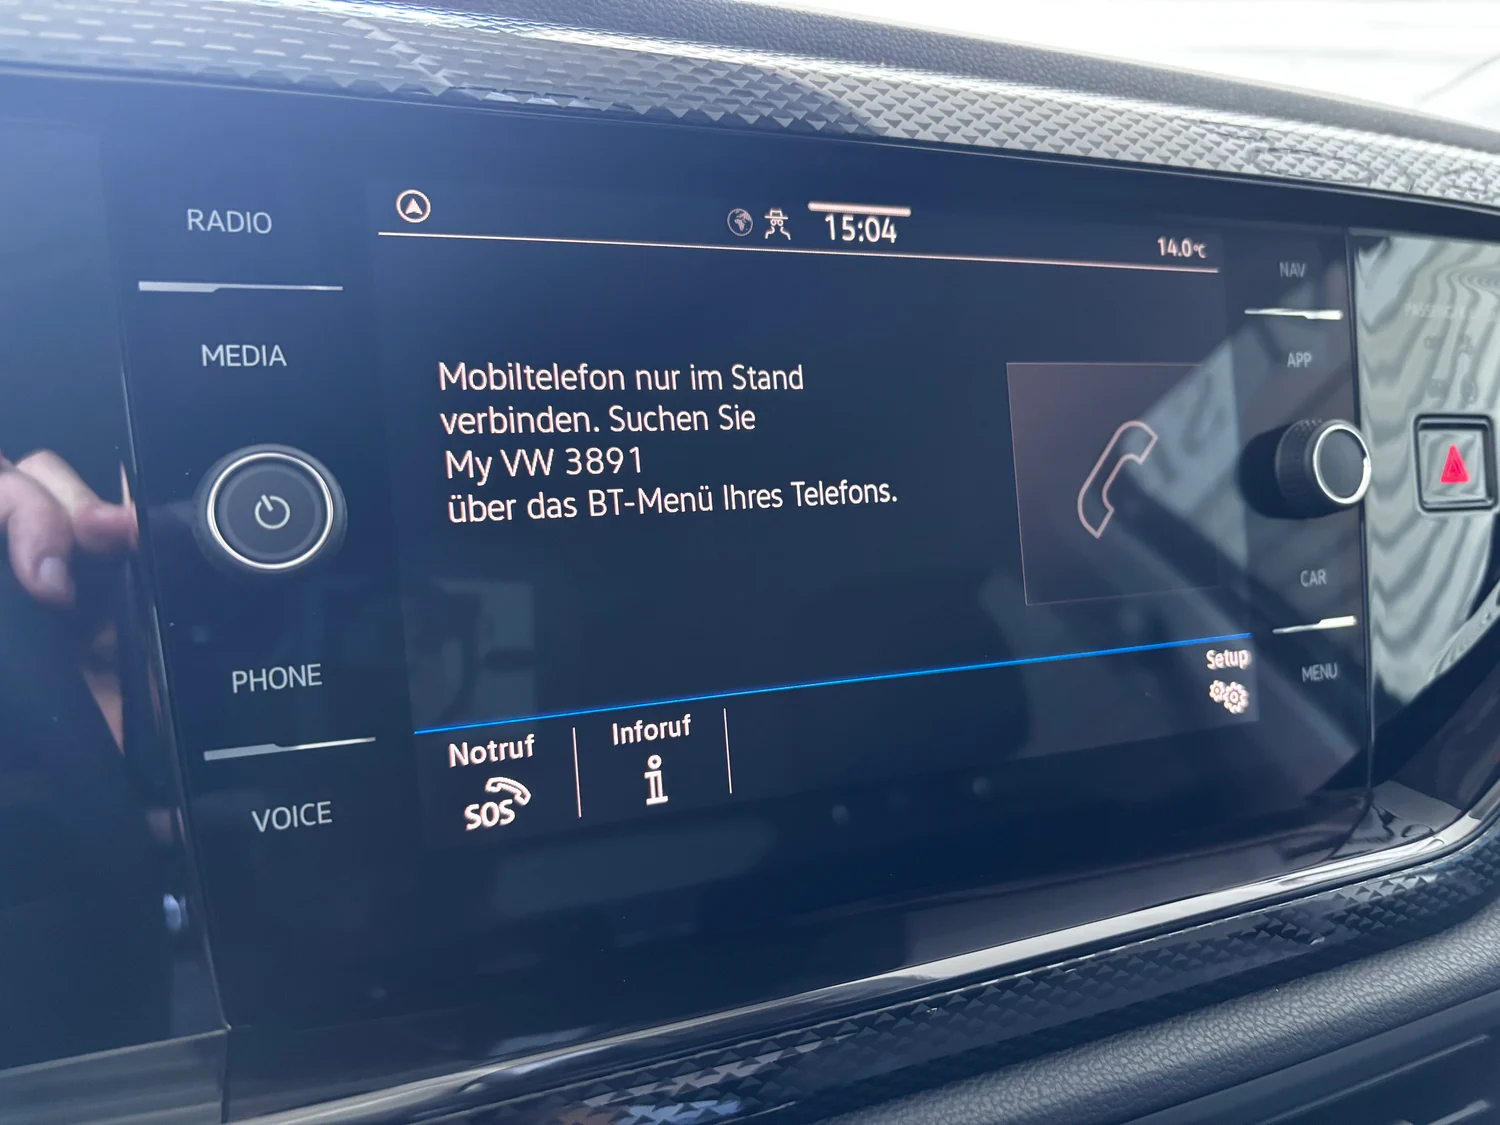 RADIO
MEDIA
PHONE
VOICE
15:04
14.0°C
Mobiltelefon nur im Stand
verbinden. Suchen Sie
My VW 3891
über das BT-Menü Ihres Telefons.
Notruf
SOS
Inforuf
Setup
NAV
APP
CAR
MENU